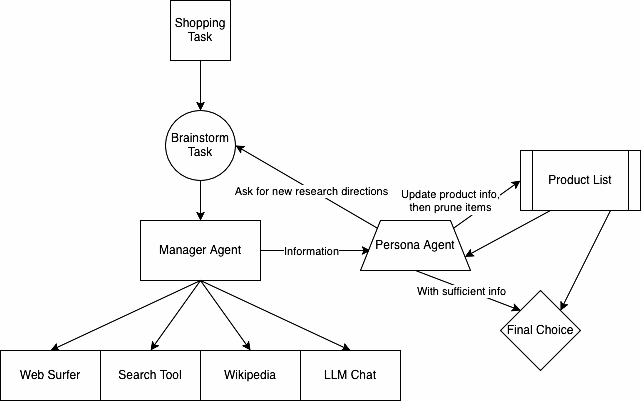 Shopping
Task
Brainstorm
Task
Ask for new research directions
Update product info,
then prune items
Product List
Manager Agent
Information
Persona Agent
With sufficient info
Final Choice
Web Surfer
Search Tool
Wikipedia
LLM Chat